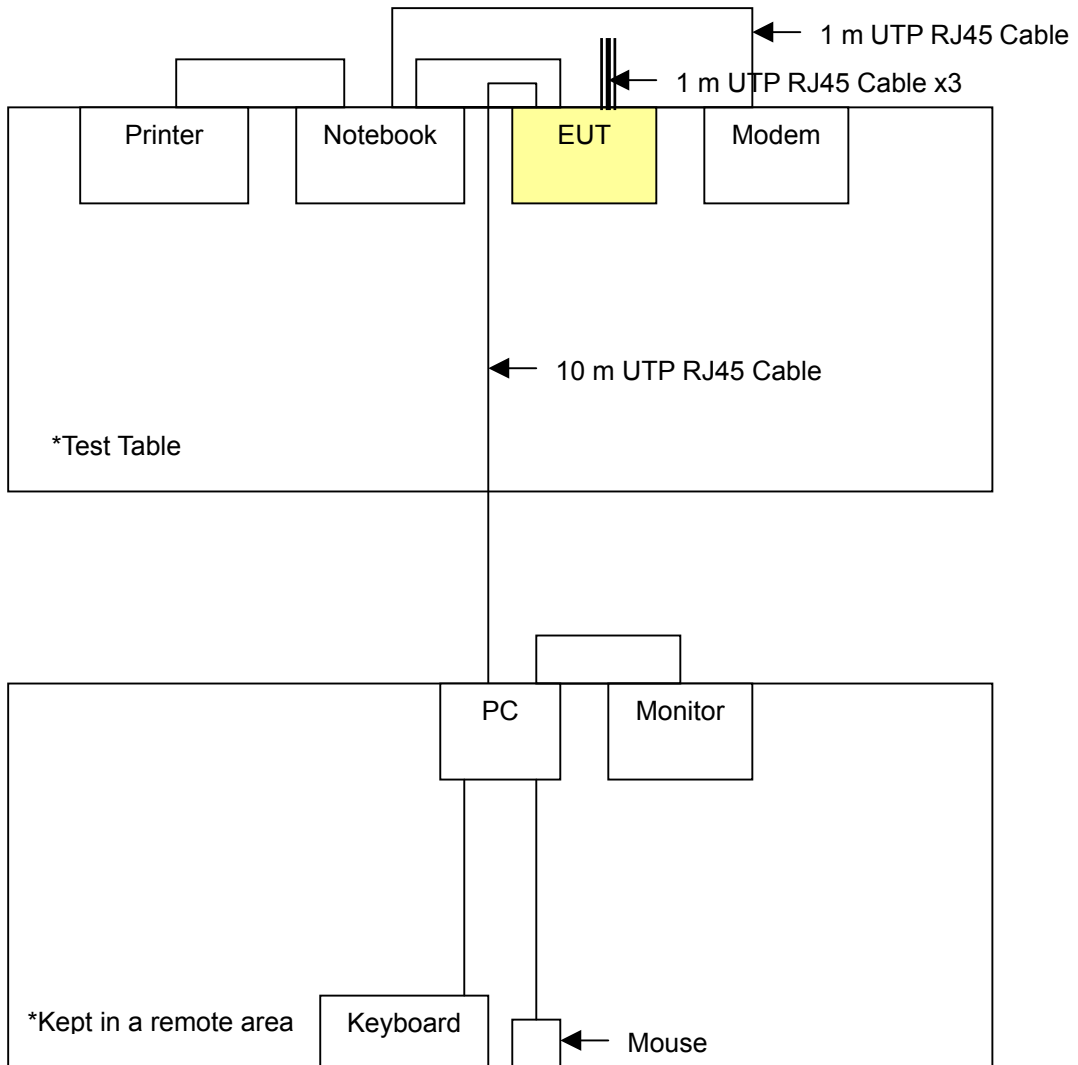 1 m UTP RJ45 Cable
1 m UTP RJ45 Cable x3
Printer
Notebook
EUT
Modem
10 m UTP RJ45 Cable
*Test Table
PC
Monitor
*Kept in a remote area
Keyboard
Mouse